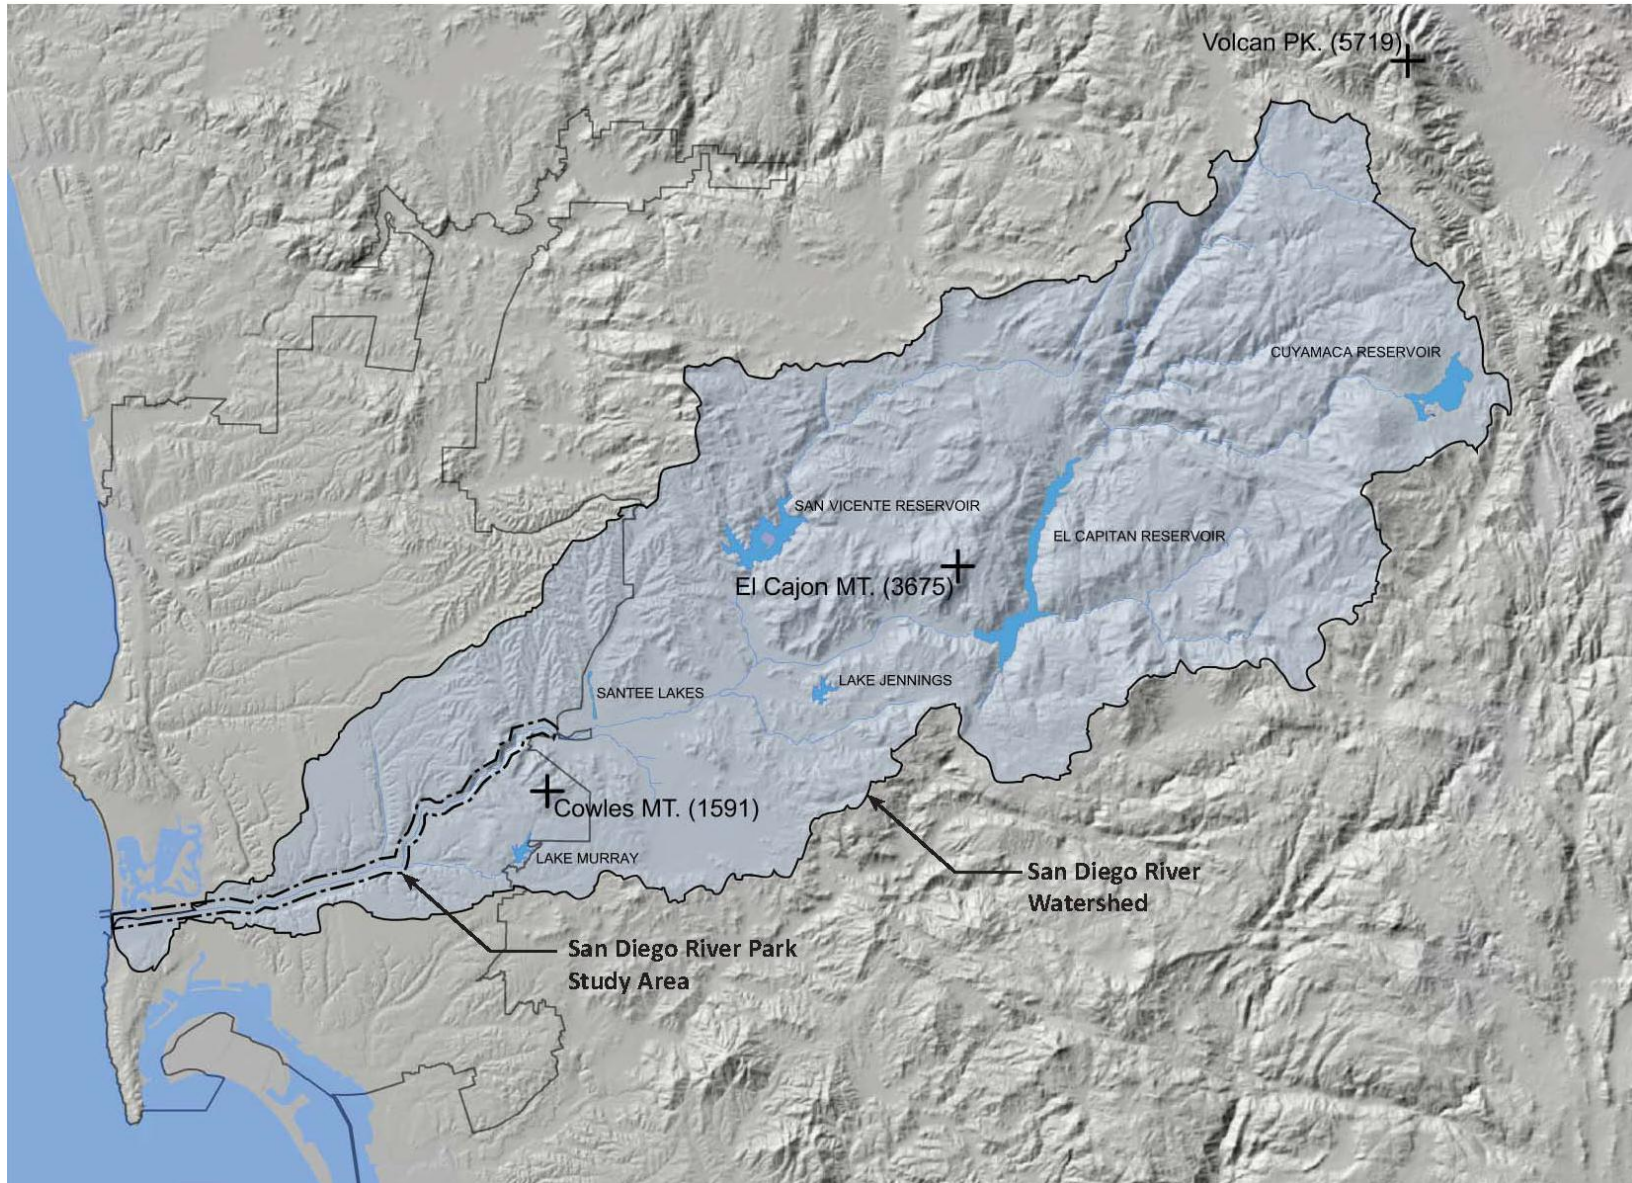 Volcan PK. (5719)
CUYAMACA RESERVOIR
SAN VICENTE RESERVOIR
EL CAPITAN RESERVOIR
El Cajon MT. (3675)
LAKE JENNINGS
SANTEE LAKES
Cowles MT. (1591)
LAKE MURRAY
San Diego River
Watershed
San Diego River Park
Study Area